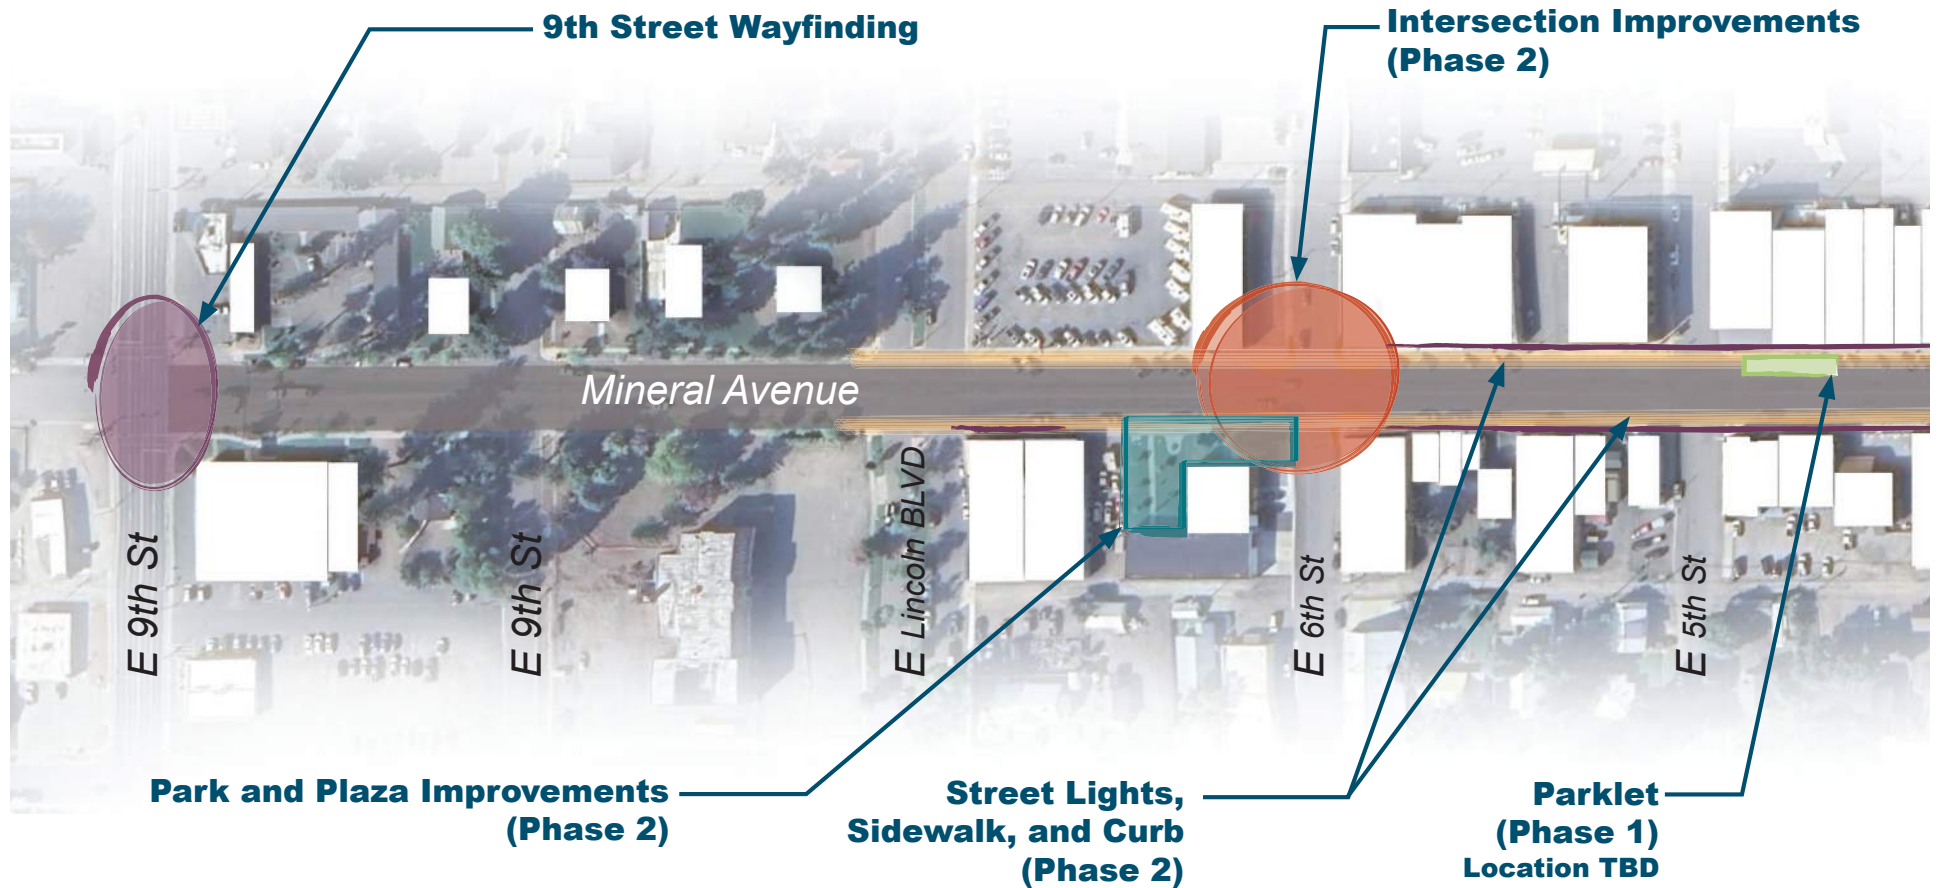 9th Street Wayfinding
Intersection Improvements
(Phase 2)
Mineral Avenue
E 9th St
E 9th St
E Lincoln BLVD
E 6th St
E 5th St
Park and Plaza Improvements
(Phase 2)
Street Lights,
Sidewalk, and Curb
(Phase 2)
Parklet
(Phase 1)
Location TBD